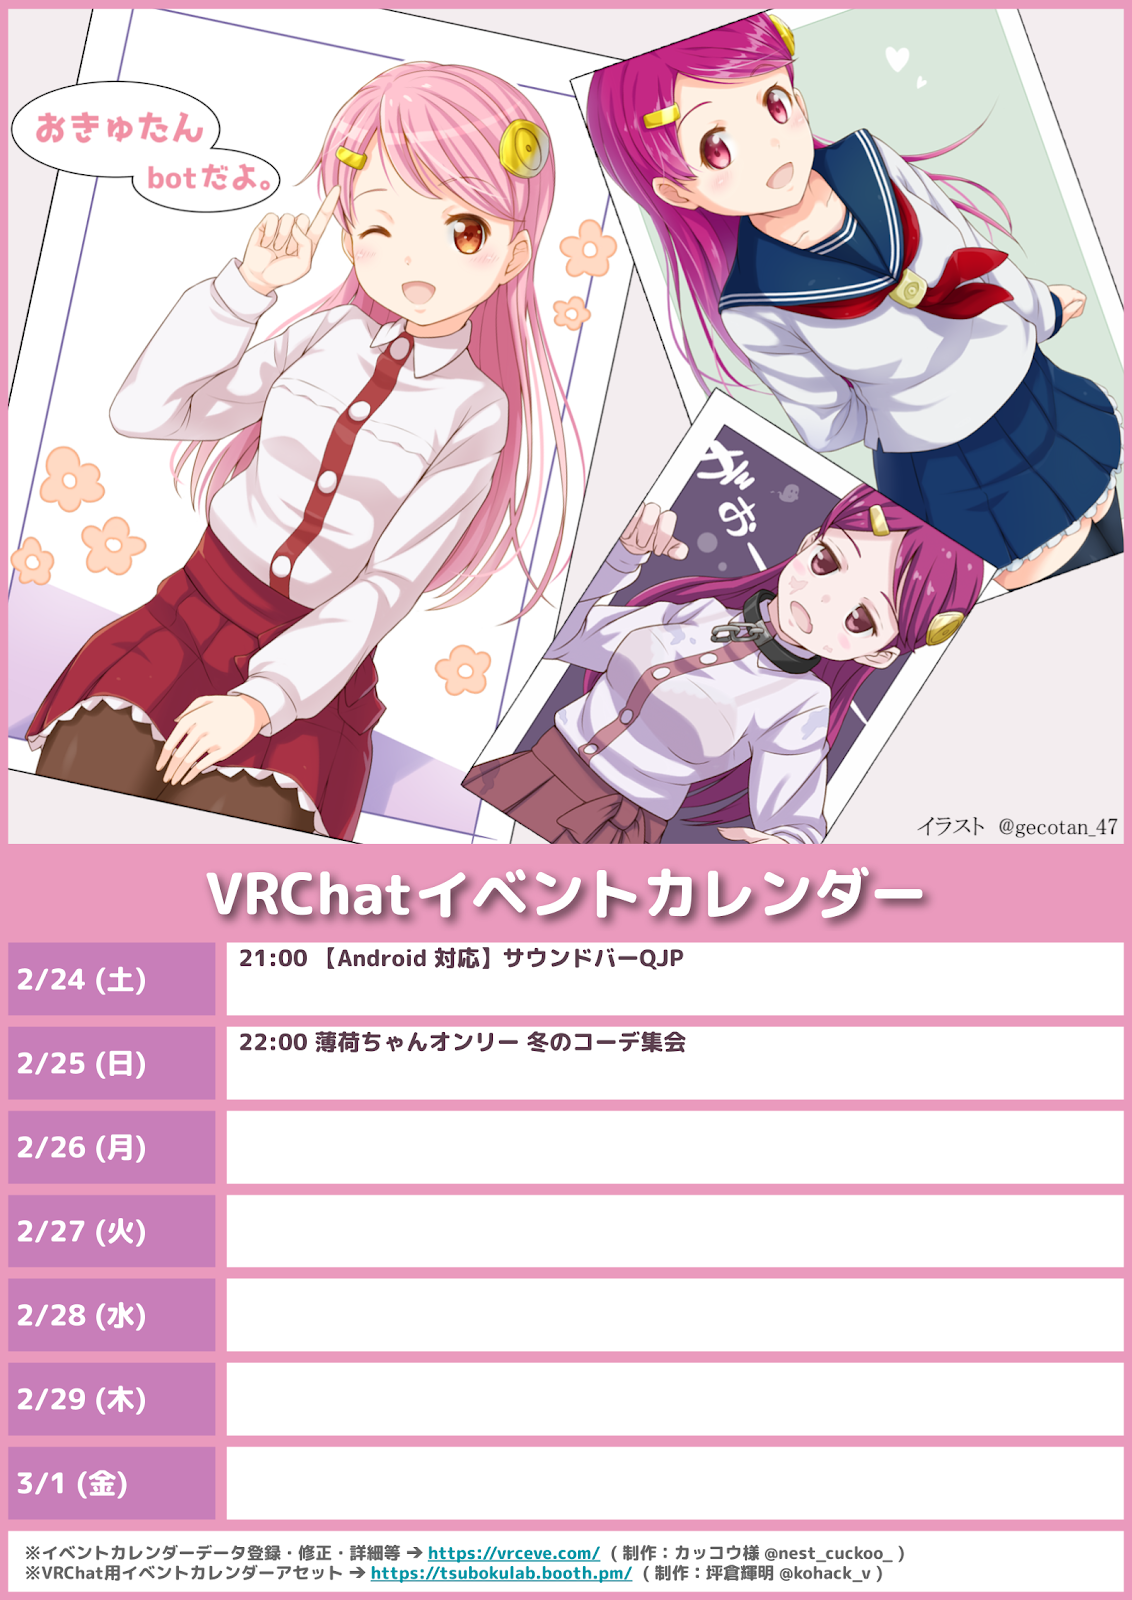 おきゅたん
botだよ。
がおー
イラスト @gecotan_47
VRChatイベントカレンダー
2/24 (土)
21:00 【Android 対応】サウンドバーQJP
2/25 (日)
22:00 薄荷ちゃんオンリー 冬のコーデ集会
2/26 (月)
2/27 (火)
2/28 (水)
2/29 (木)
3/1 (金)
※イベントカレンダーデータ登録・修正・詳細等 ➔ https://vrceve.com/ ( 制作：カッコウ様 @nest_cuckoo_ )
※VRChat用イベントカレンダーアセット ➔ https://tsubokulab.booth.pm/ ( 制作：坪倉輝明 @kohack_v )